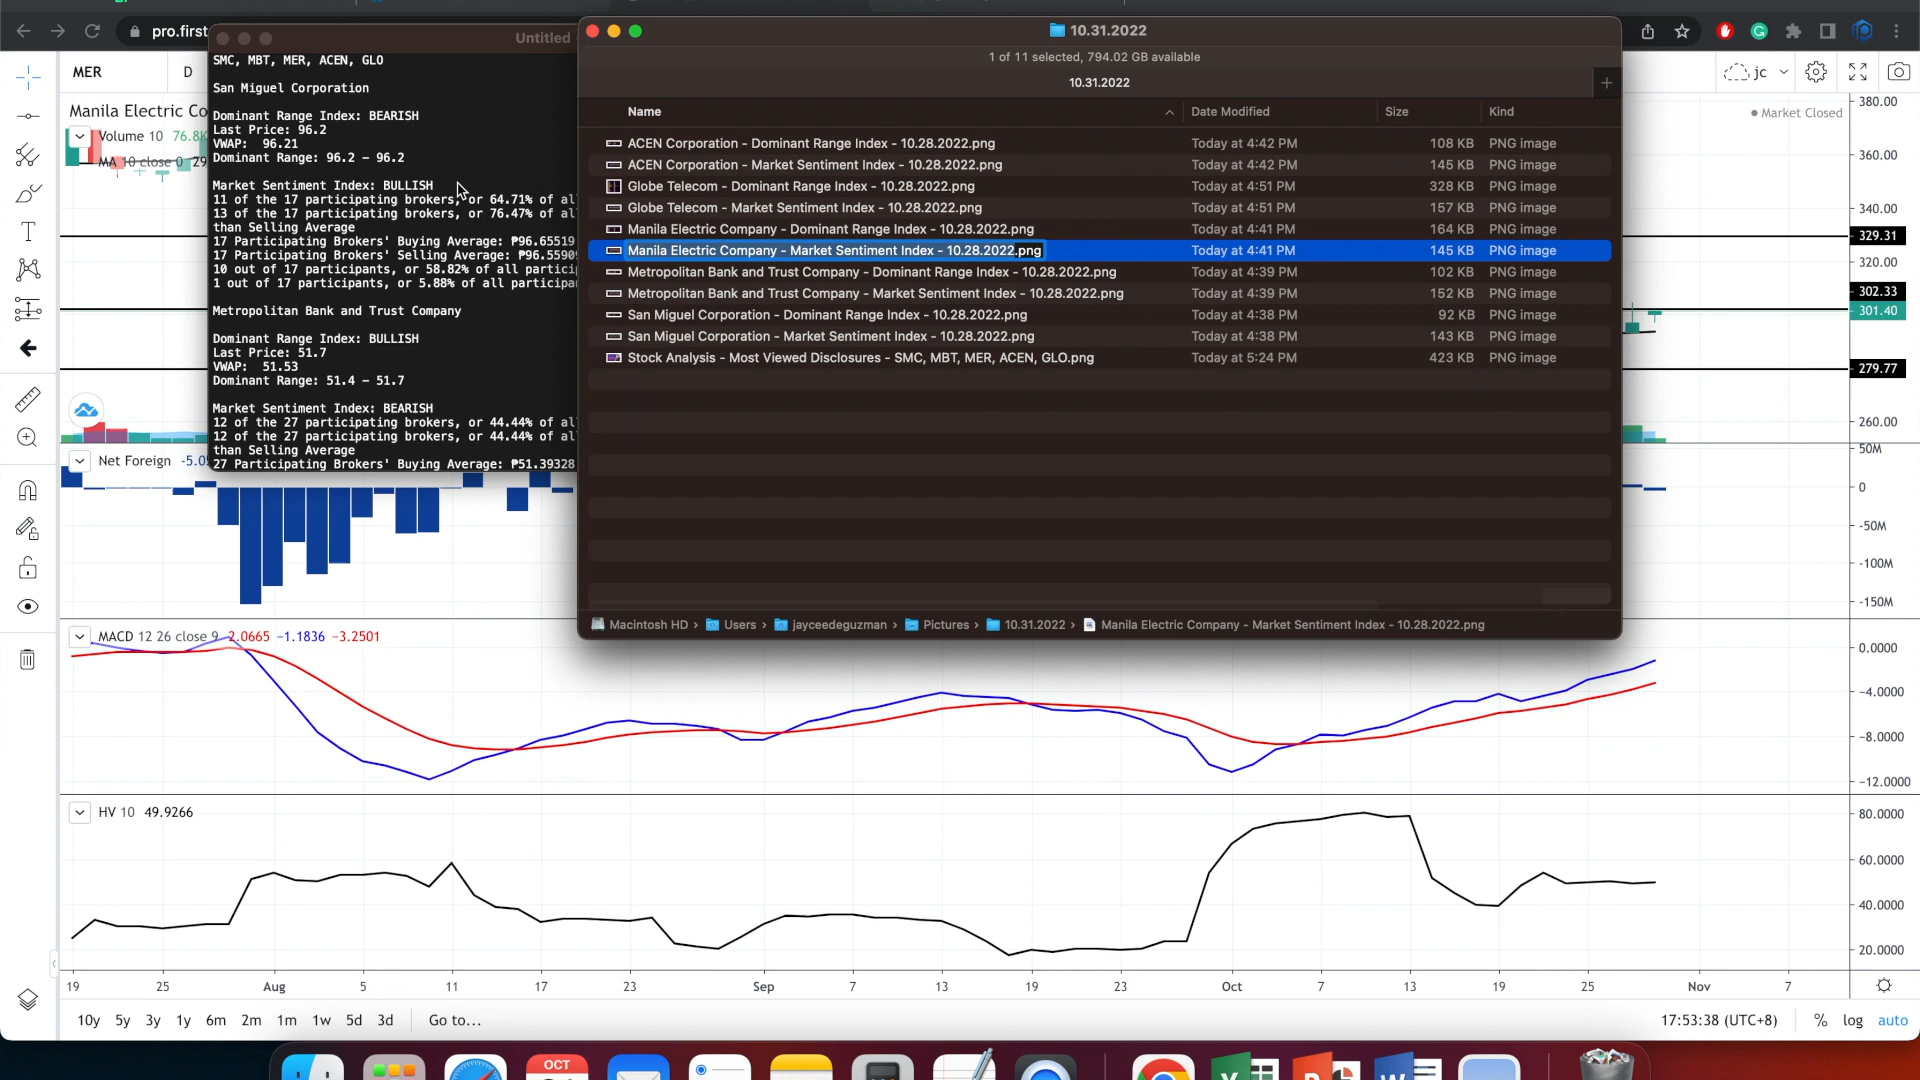 pro.first
Untitled
10.31.2022
1 of 11 selected, 794.02 GB available
10.31.2022
MER
D
jc
Manila Electric Co
Volume 10 76.8K
MA 10 close 0 29
Market Closed
SMC, MBT, MER, ACEN, GLO
San Miguel Corporation
Dominant Range Index: BEARISH
Last Price: 96.2
VWAP: 96.21
Dominant Range: 96.2 – 96.2
Market Sentiment Index: BULLISH
11 of the 17 participating brokers, or 64.71% of al
13 of the 17 participating brokers, or 76.47% of al
than Selling Average
17 Participating Brokers' Buying Average: ₱96.65519
17 Participating Brokers' Selling Average: ₱96.5590
10 out of 17 participants, or 58.82% of all partici
1 out of 17 participants, or 5.88% of all participa
Metropolitan Bank and Trust Company
Dominant Range Index: BULLISH
Last Price: 51.7
VWAP: 51.53
Dominant Range: 51.4 – 51.7
Market Sentiment Index: BEARISH
12 of the 27 participating brokers, or 44.44% of al
12 of the 27 participating brokers, or 44.44% of al
than Selling Average
27 Participating Brokers' Buying Average: ₱51.39328
Name Date Modified Size Kind
ACEN Corporation - Dominant Range Index - 10.28.2022.png Today at 4:42 PM 108 KB PNG image
ACEN Corporation - Market Sentiment Index - 10.28.2022.png Today at 4:42 PM 145 KB PNG image
Globe Telecom - Dominant Range Index - 10.28.2022.png Today at 4:51 PM 328 KB PNG image
Globe Telecom - Market Sentiment Index - 10.28.2022.png Today at 4:51 PM 157 KB PNG image
Manila Electric Company - Dominant Range Index - 10.28.2022.png Today at 4:41 PM 164 KB PNG image
Manila Electric Company - Market Sentiment Index - 10.28.2022.png Today at 4:41 PM 145 KB PNG image
Metropolitan Bank and Trust Company - Dominant Range Index - 10.28.2022.png Today at 4:39 PM 102 KB PNG image
Metropolitan Bank and Trust Company - Market Sentiment Index - 10.28.2022.png Today at 4:39 PM 152 KB PNG image
San Miguel Corporation - Dominant Range Index - 10.28.2022.png Today at 4:38 PM 92 KB PNG image
San Miguel Corporation - Market Sentiment Index - 10.28.2022.png Today at 4:38 PM 143 KB PNG image
Stock Analysis - Most Viewed Disclosures - SMC, MBT, MER, ACEN, GLO.png Today at 5:24 PM 423 KB PNG image
Macintosh HD › Users › jayceedeguzman › Pictures › 10.31.2022 › Manila Electric Company - Market Sentiment Index - 10.28.2022.png
380.00
360.00
340.00
329.31
320.00
302.33
301.40
279.77
260.00
Net Foreign -5.0
50M
0
-50M
-100M
-150M
MACD 12 26 close 9 2.0665 -1.1836 -3.2501
0.0000
-4.0000
-8.0000
-12.0000
HV 10 49.9266
80.0000
60.0000
40.0000
20.0000
19 25 Aug 5 11 17 23 Sep 7 13 19 23 Oct 7 13 19 25 Nov 7
10y 5y 3y 1y 6m 2m 1m 1w 5d 3d Go to...
17:53:38 (UTC+8) % log auto
OCT